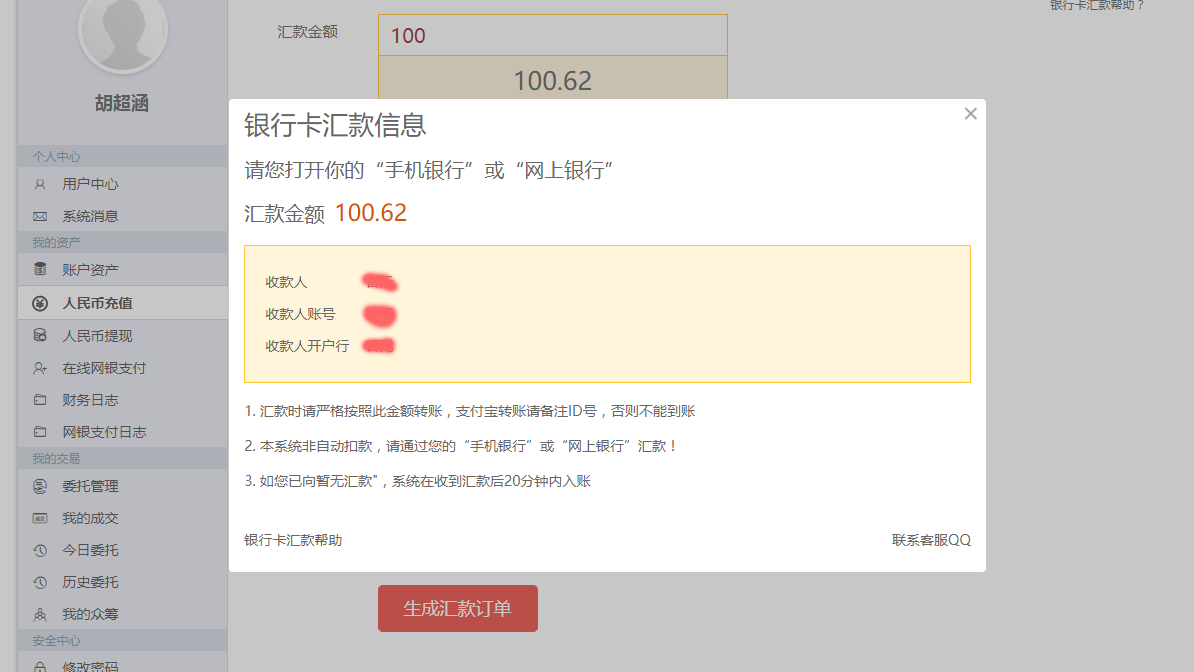 银行卡汇款帮助？
汇款金额
100
100.62
胡超涵
个人中心
用户中心
系统消息
我的资产
账户资产
人民币充值
人民币提现
在线网银支付
财务日志
网银支付日志
我的交易
委托管理
我的成交
今日委托
历史委托
我的众筹
安全中心
修改密码
银行卡汇款信息
×
请您打开你的“手机银行”或“网上银行”
汇款金额 100.62
收款人
收款人账号
收款人开户行
1. 汇款时请严格按照此金额转账，支付宝转账请备注ID号，否则不能到账
2. 本系统非自动扣款，请通过您的“手机银行”或“网上银行”汇款！
3. 如您已向暂无汇款"，系统在收到汇款后20分钟内入账
银行卡汇款帮助
联系客服QQ
生成汇款订单